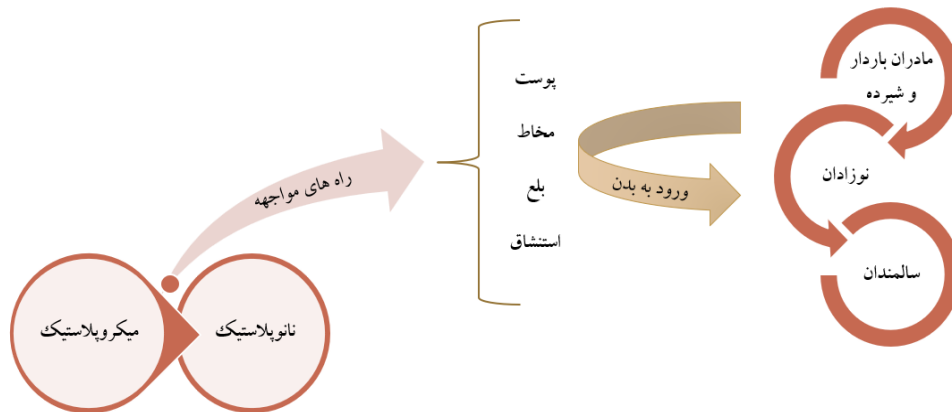 مادران باردار
و شیرده
نوزادان
سالمندان
ورود به بدن
پوست
مخاط
بلع
استنشاق
راه های مواجهه
نانوپلاستیک
میکروپلاستیک